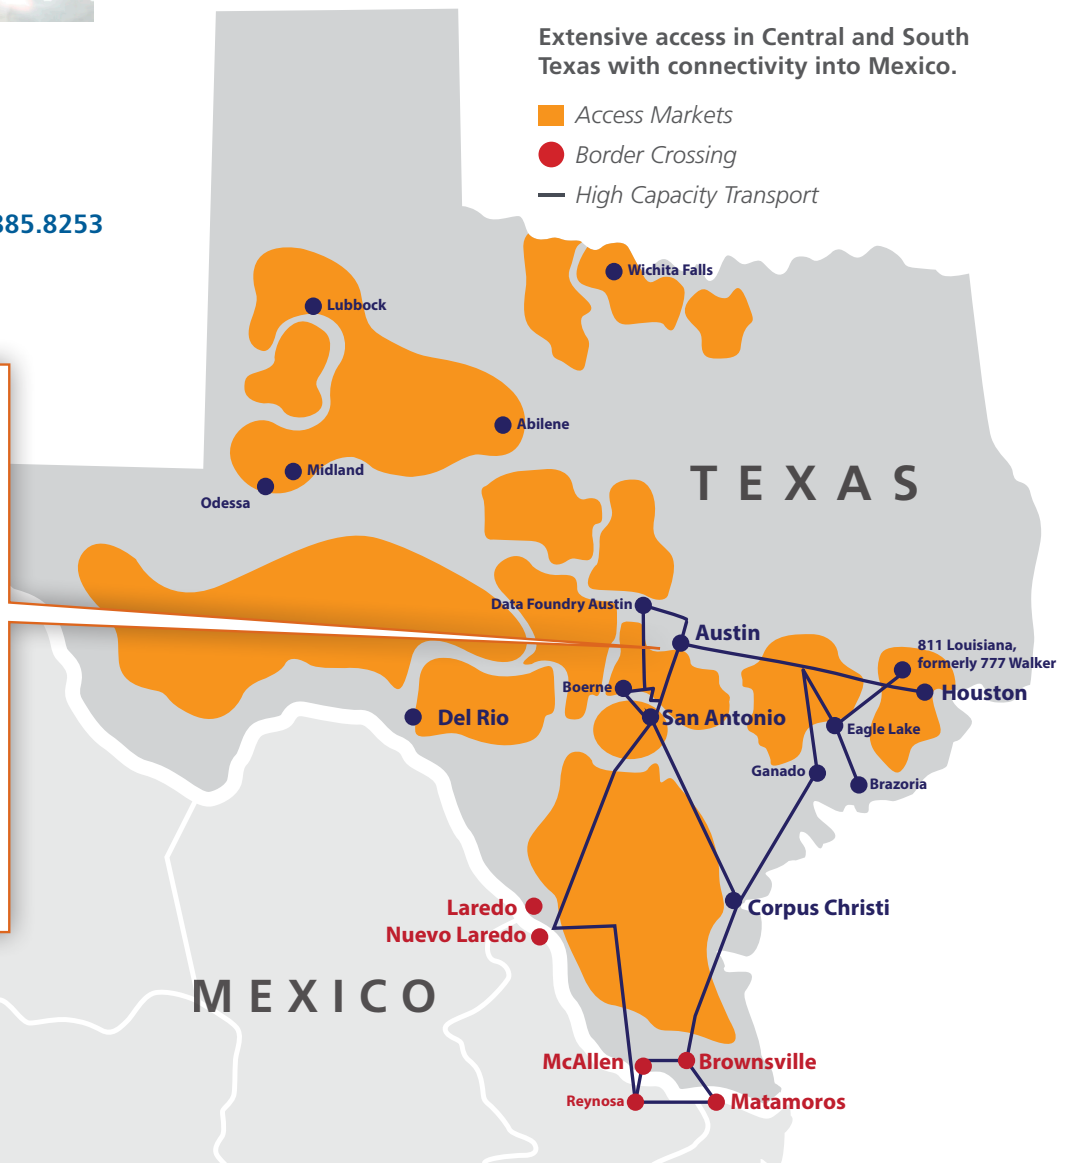 Extensive access in Central and South
Texas with connectivity into Mexico.
Access Markets
Border Crossing
High Capacity Transport
385.8253
Wichita Falls
Lubbock
Abilene
Midland
Odessa
TEXAS
Data Foundry Austin
Austin
811 Louisiana,
formerly 777 Walker
Boerne
Houston
Del Rio
San Antonio
Eagle Lake
Ganado
Brazoria
Laredo
Corpus Christi
Nuevo Laredo
MEXICO
McAllen
Brownsville
Reynosa
Matamoros